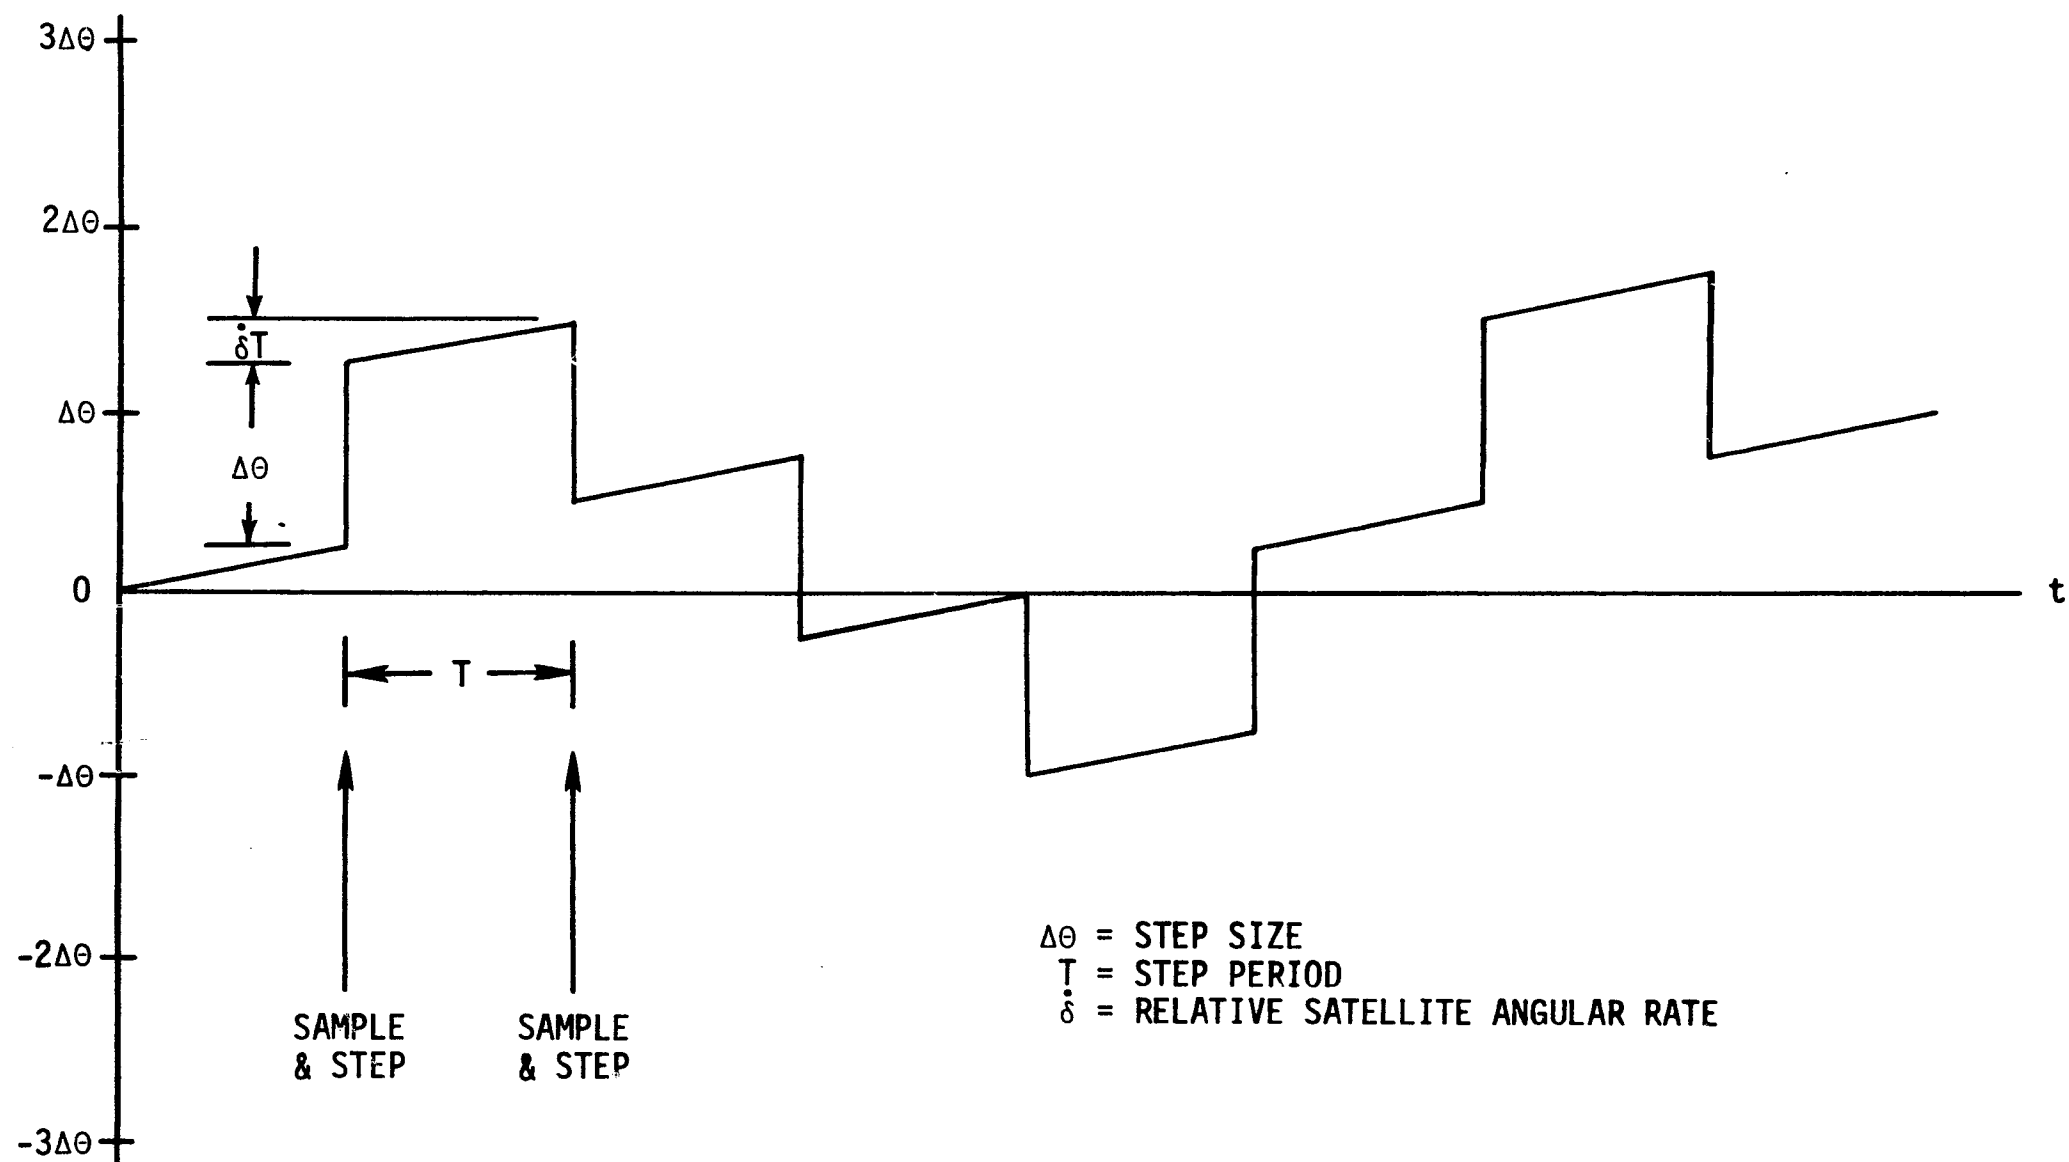 3ΔΘ
2ΔΘ
δ̇T
ΔΘ
ΔΘ
0
t
T
-ΔΘ
-2ΔΘ
ΔΘ = STEP SIZE
T = STEP PERIOD
δ̇ = RELATIVE SATELLITE ANGULAR RATE
SAMPLE
& STEP
SAMPLE
& STEP
-3ΔΘ